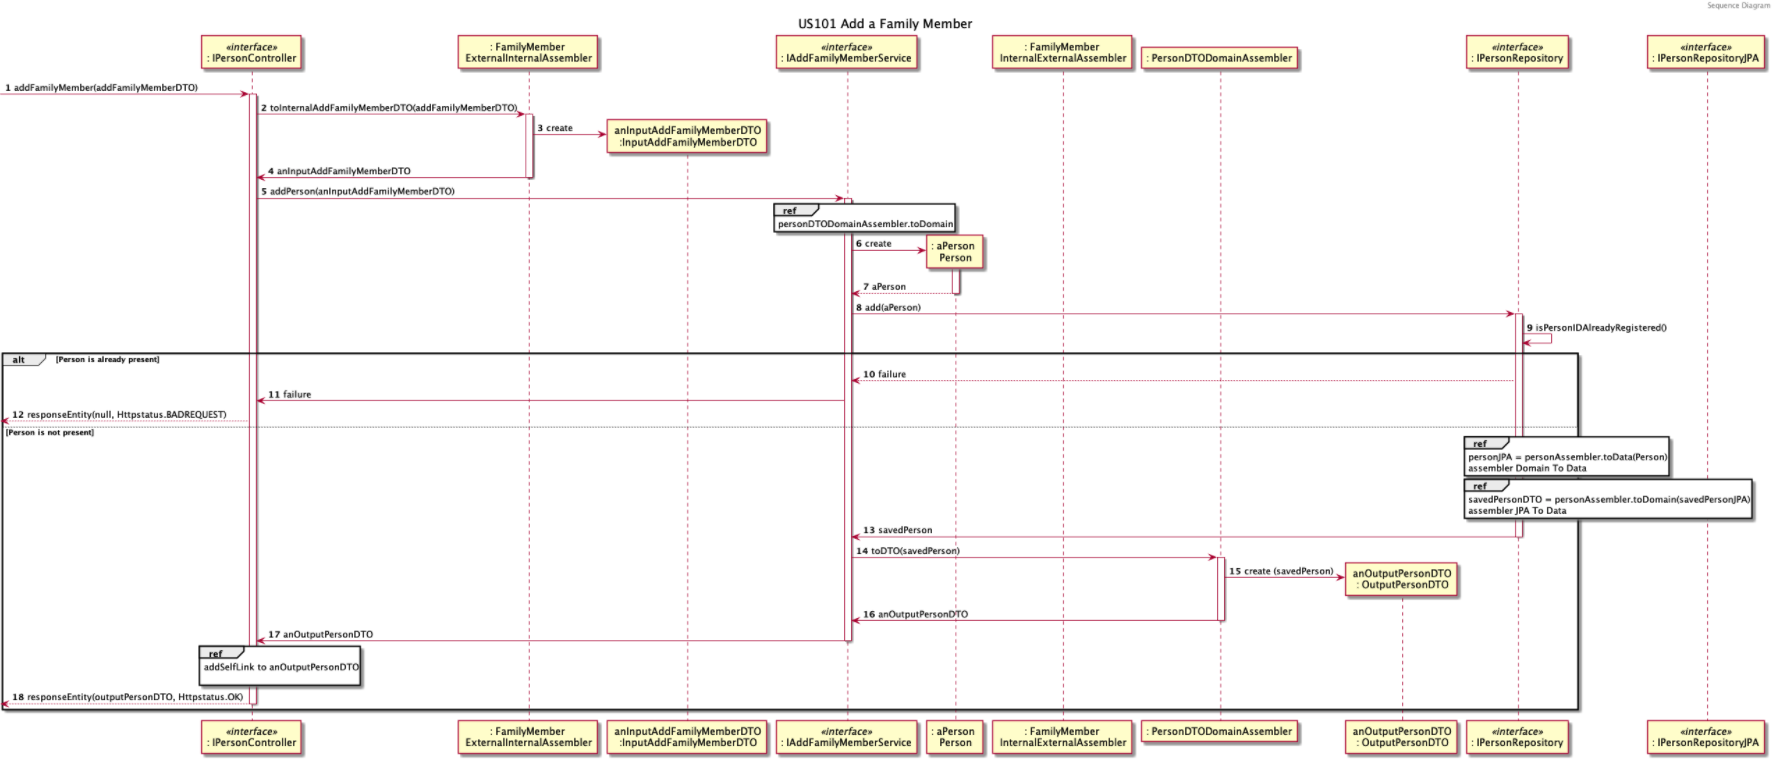 Sequence Diagram
US101 Add a Family Member
«interface»
: IPersonController
: FamilyMember
ExternalInternalAssembler
«interface»
: IAddFamilyMemberService
: FamilyMember
InternalExternalAssembler
: PersonDTODomainAssembler
«interface»
: IPersonRepository
«interface»
: IPersonRepositoryJPA
1 addFamilyMember(addFamilyMemberDTO)
2 toInternalAddFamilyMemberDTO(addFamilyMemberDTO)
3 create
anInputAddFamilyMemberDTO
:InputAddFamilyMemberDTO
4 anInputAddFamilyMemberDTO
5 addPerson(anInputAddFamilyMemberDTO)
ref
personDTODomainAssembler.toDomain
6 create
: aPerson
Person
7 aPerson
8 add(aPerson)
9 isPersonIDAlreadyRegistered()
alt [Person is already present]
10 failure
11 failure
12 responseEntity(null, Httpstatus.BADREQUEST)
[Person is not present]
ref
personJPA = personAssembler.toData(Person)
assembler Domain To Data
ref
savedPersonDTO = personAssembler.toDomain(savedPersonJPA)
assembler JPA To Data
13 savedPerson
14 toDTO(savedPerson)
15 create (savedPerson)
anOutputPersonDTO
: OutputPersonDTO
16 anOutputPersonDTO
17 anOutputPersonDTO
ref
addSelfLink to anOutputPersonDTO
18 responseEntity(outputPersonDTO, Httpstatus.OK)
«interface»
: IPersonController
: FamilyMember
ExternalInternalAssembler
anInputAddFamilyMemberDTO
:InputAddFamilyMemberDTO
«interface»
: IAddFamilyMemberService
: aPerson
Person
: FamilyMember
InternalExternalAssembler
: PersonDTODomainAssembler
anOutputPersonDTO
: OutputPersonDTO
«interface»
: IPersonRepository
«interface»
: IPersonRepositoryJPA